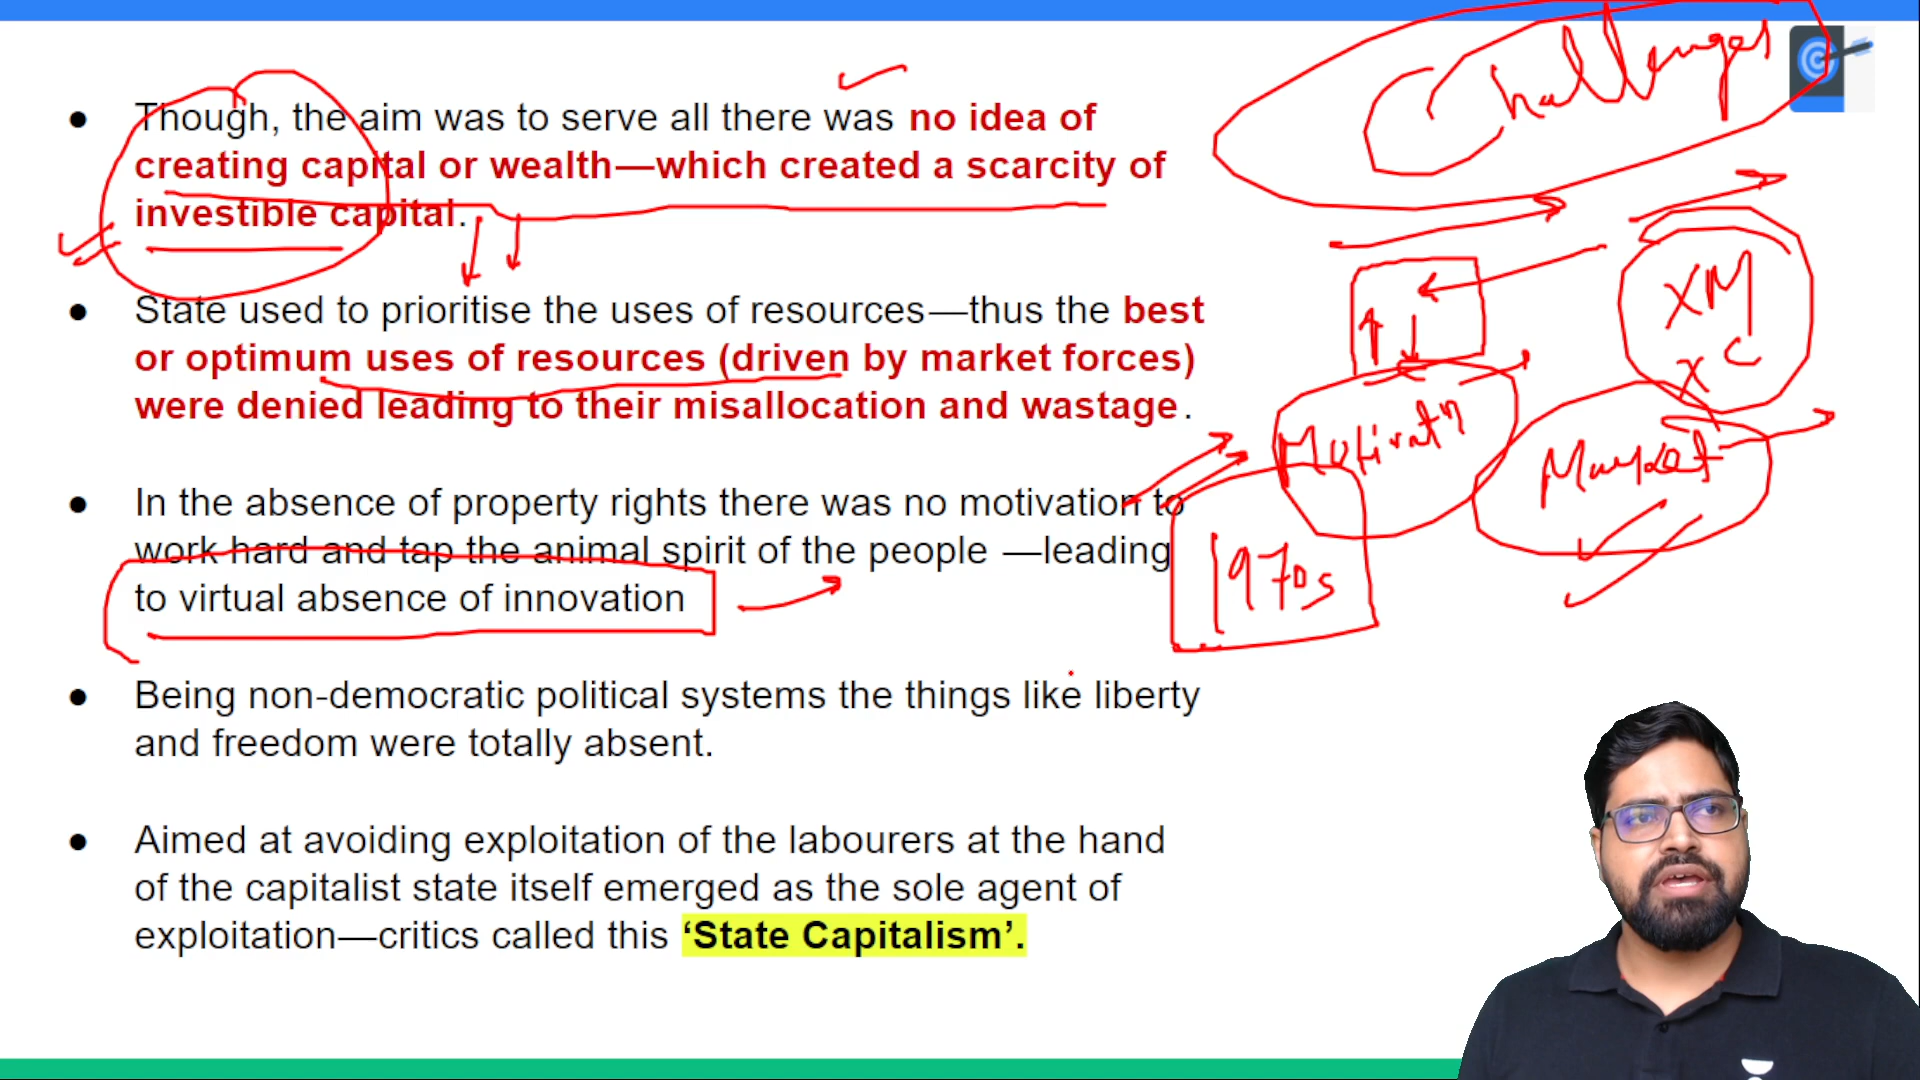 Though, the aim was to serve all there was no idea of
creating capital or wealth—which created a scarcity of
investible capital.
State used to prioritise the uses of resources—thus the best
or optimum uses of resources (driven by market forces)
were denied leading to their misallocation and wastage.
In the absence of property rights there was no motivation to
work hard and tap the animal spirit of the people —leading
to virtual absence of innovation
Being non-democratic political systems the things like liberty
and freedom were totally absent.
Aimed at avoiding exploitation of the labourers at the hand
of the capitalist state itself emerged as the sole agent of
exploitation—critics called this ‘State Capitalism’.
Challenges
XM
XC
Motivatn
Market
1970s